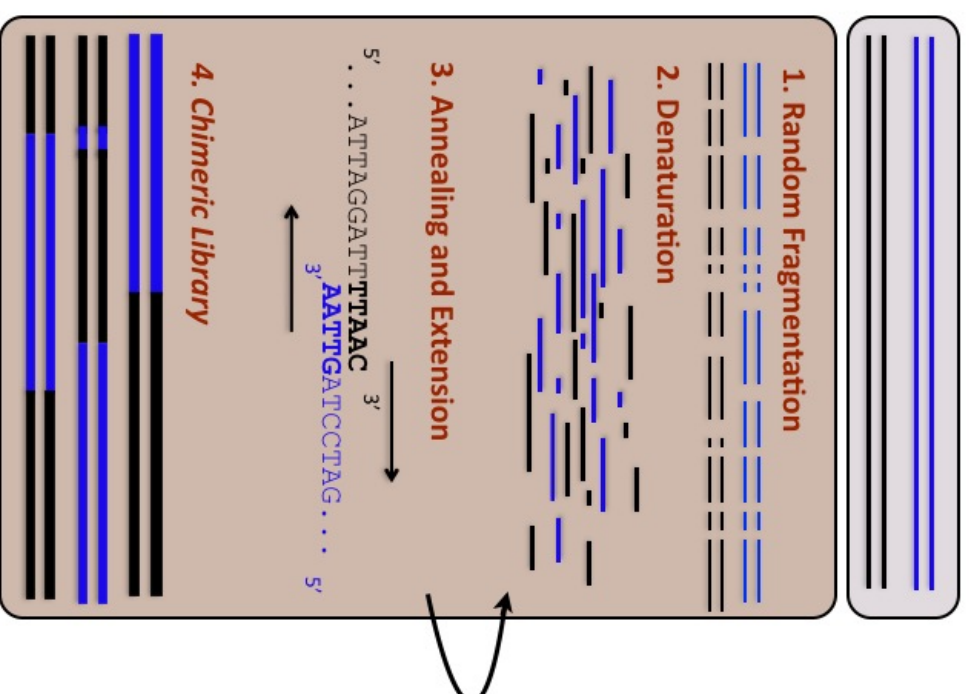 1. Random Fragmentation
2. Denaturation
3. Annealing and Extension
5’ . . . ATTAGGATTTTAAC 3’
3’ AATTGATCCTAG . . . 5’
4. Chimeric Library